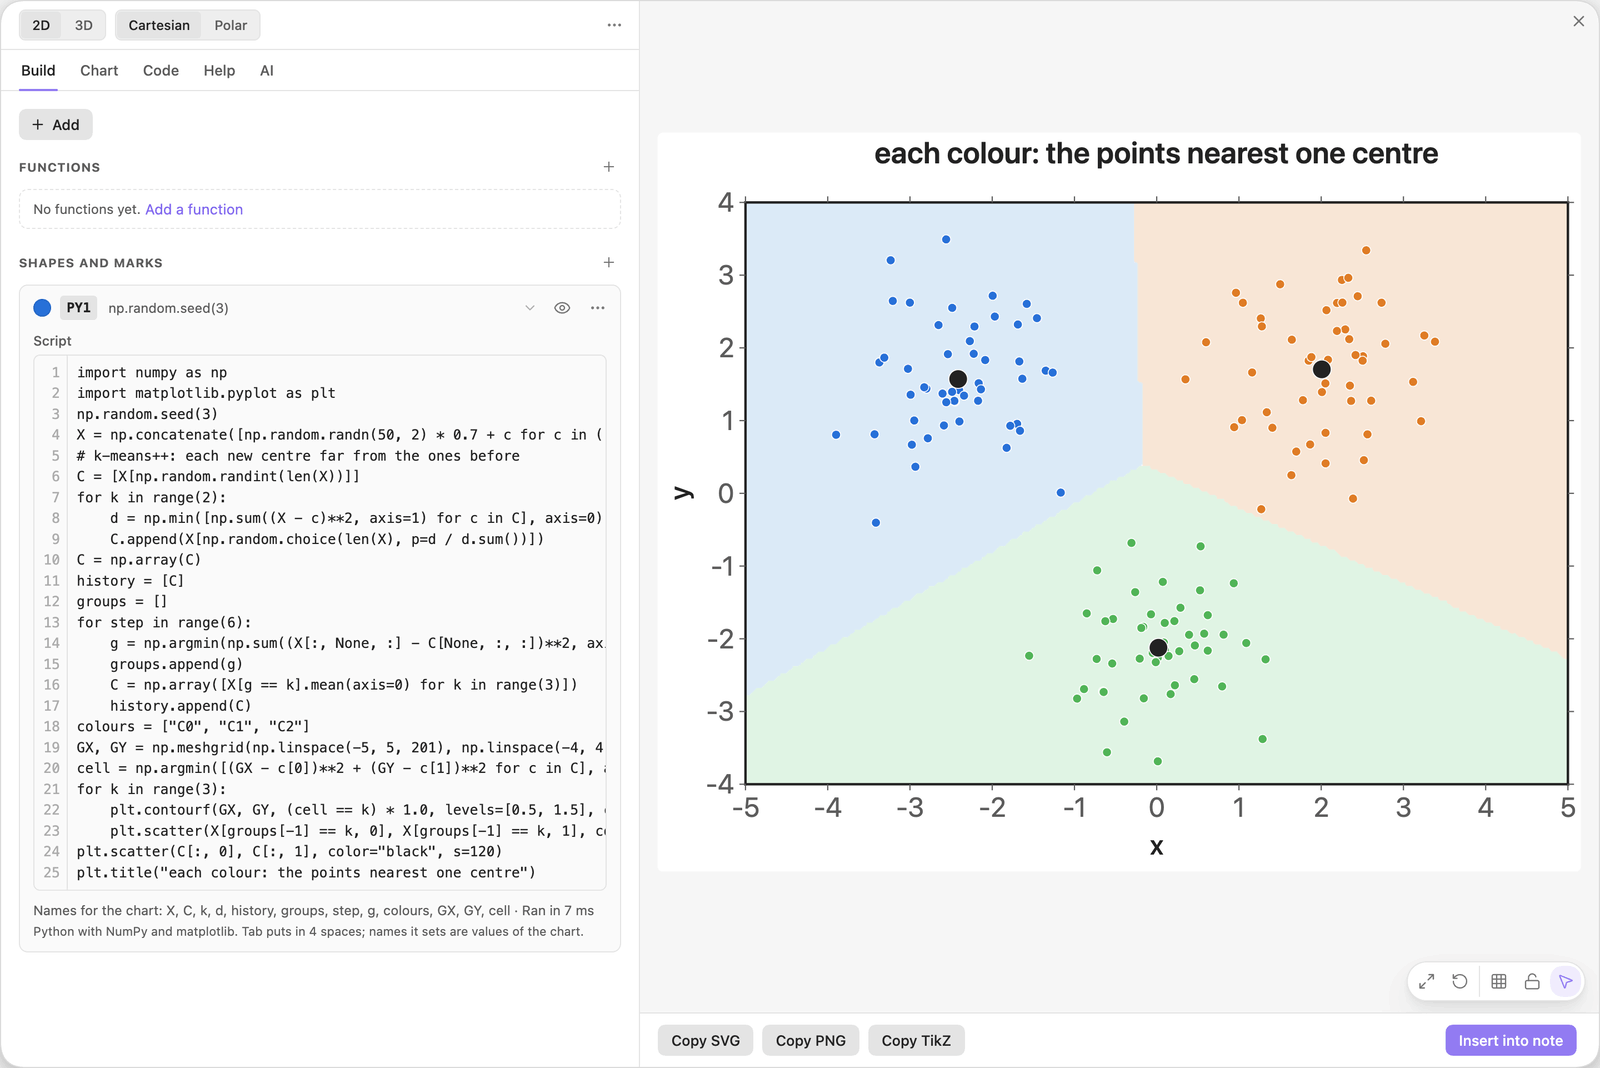 2D 3D Cartesian Polar
Build Chart Code Help AI
+ Add
FUNCTIONS
No functions yet. Add a function
SHAPES AND MARKS
PY1 np.random.seed(3)
Script
1 import numpy as np
2 import matplotlib.pyplot as plt
3 np.random.seed(3)
4 X = np.concatenate([np.random.randn(50, 2) * 0.7 + c for c in (
5 # k-means++: each new centre far from the ones before
6 C = [X[np.random.randint(len(X))]]
7 for k in range(2):
8     d = np.min([np.sum((X - c)**2, axis=1) for c in C], axis=0)
9     C.append(X[np.random.choice(len(X), p=d / d.sum())])
10 C = np.array(C)
11 history = [C]
12 groups = []
13 for step in range(6):
14     g = np.argmin(np.sum((X[:, None, :] - C[None, :, :])**2, ax
15     groups.append(g)
16     C = np.array([X[g == k].mean(axis=0) for k in range(3)])
17     history.append(C)
18 colours = ["C0", "C1", "C2"]
19 GX, GY = np.meshgrid(np.linspace(-5, 5, 201), np.linspace(-4, 4
20 cell = np.argmin([(GX - c[0])**2 + (GY - c[1])**2 for c in C],
21 for k in range(3):
22     plt.contourf(GX, GY, (cell == k) * 1.0, levels=[0.5, 1.5],
23     plt.scatter(X[groups[-1] == k, 0], X[groups[-1] == k, 1], c
24 plt.scatter(C[:, 0], C[:, 1], color="black", s=120)
25 plt.title("each colour: the points nearest one centre")
Names for the chart: X, C, k, d, history, groups, step, g, colours, GX, GY, cell · Ran in 7 ms
Python with NumPy and matplotlib. Tab puts in 4 spaces; names it sets are values of the chart.
each colour: the points nearest one centre
4
3
2
1
0
-1
-2
-3
-4
y
-5 -4 -3 -2 -1 0 1 2 3 4 5
x
Copy SVG Copy PNG Copy TikZ Insert into note